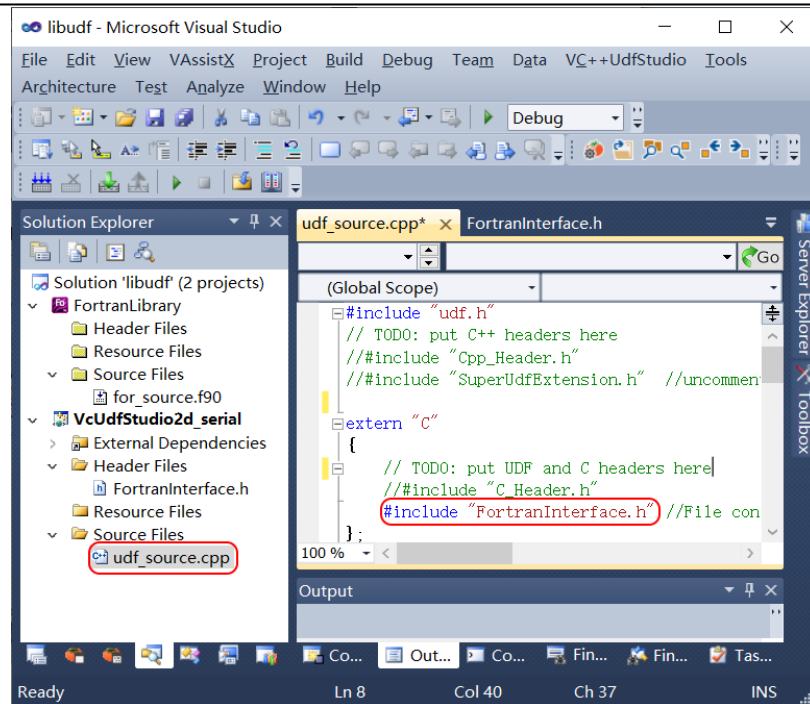 libudf - Microsoft Visual Studio
File Edit View VAssistX Project Build Debug Team Data VC++UdfStudio Tools
Architecture Test Analyze Window Help
Debug
Solution Explorer
Solution 'libudf' (2 projects)
FortranLibrary
Header Files
Resource Files
Source Files
for_source.f90
VcUdfStudio2d_serial
External Dependencies
Header Files
FortranInterface.h
Resource Files
Source Files
udf_source.cpp
udf_source.cpp* FortranInterface.h
Go
(Global Scope)
#include "udf.h"
// TODO: put C++ headers here
//#include "Cpp_Header.h"
//#include "SuperUdfExtension.h" //uncommen
extern "C"
{
// TODO: put UDF and C headers here
//#include "C_Header.h"
#include "FortranInterface.h" //File con
};
100 %
Output
Co... Out... Co... Fin... Fin... Tas...
Server Explorer
Toolbox
Ready Ln 8 Col 40 Ch 37 INS